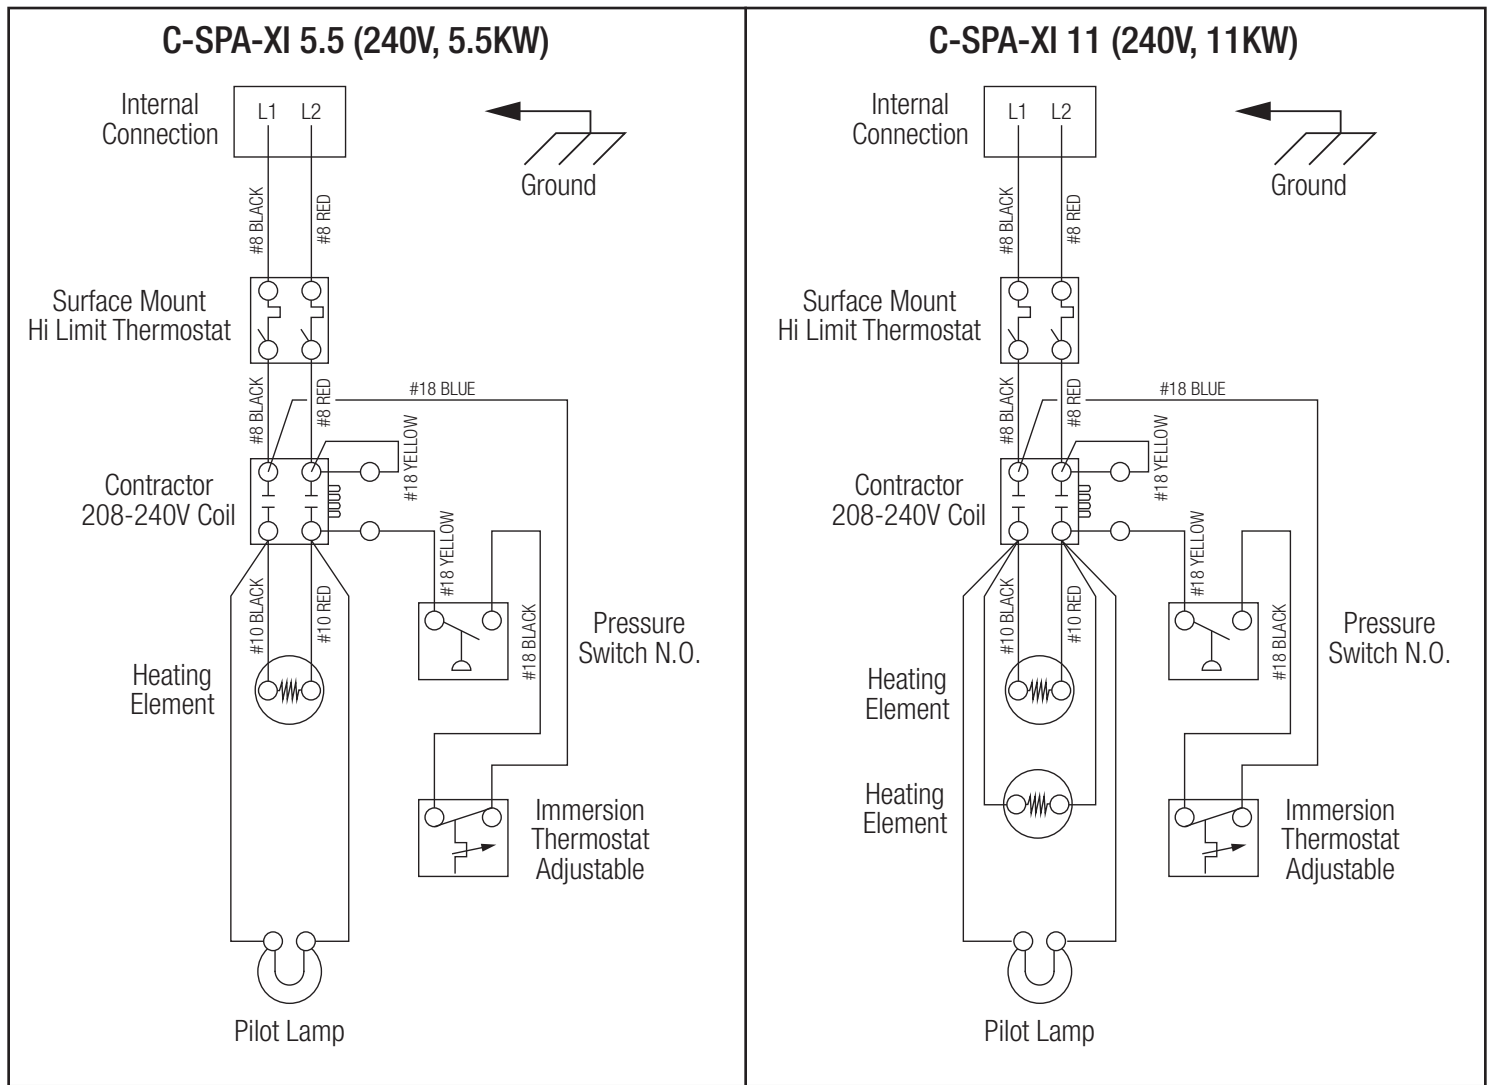 C-SPA-XI 5.5 (240V, 5.5KW)
Internal
Connection
L1 L2
Ground
#8 BLACK
#8 RED
Surface Mount
Hi Limit Thermostat
#8 BLACK
#8 RED
#18 BLUE
#18 YELLOW
Contractor
208-240V Coil
#18 YELLOW
#10 BLACK
#10 RED
#18 BLACK
Pressure
Switch N.O.
Heating
Element
Immersion
Thermostat
Adjustable
Pilot Lamp
C-SPA-XI 11 (240V, 11KW)
Internal
Connection
L1 L2
Ground
#8 BLACK
#8 RED
Surface Mount
Hi Limit Thermostat
#8 BLACK
#8 RED
#18 BLUE
#18 YELLOW
Contractor
208-240V Coil
#18 YELLOW
#10 BLACK
#10 RED
#18 BLACK
Pressure
Switch N.O.
Heating
Element
Heating
Element
Immersion
Thermostat
Adjustable
Pilot Lamp